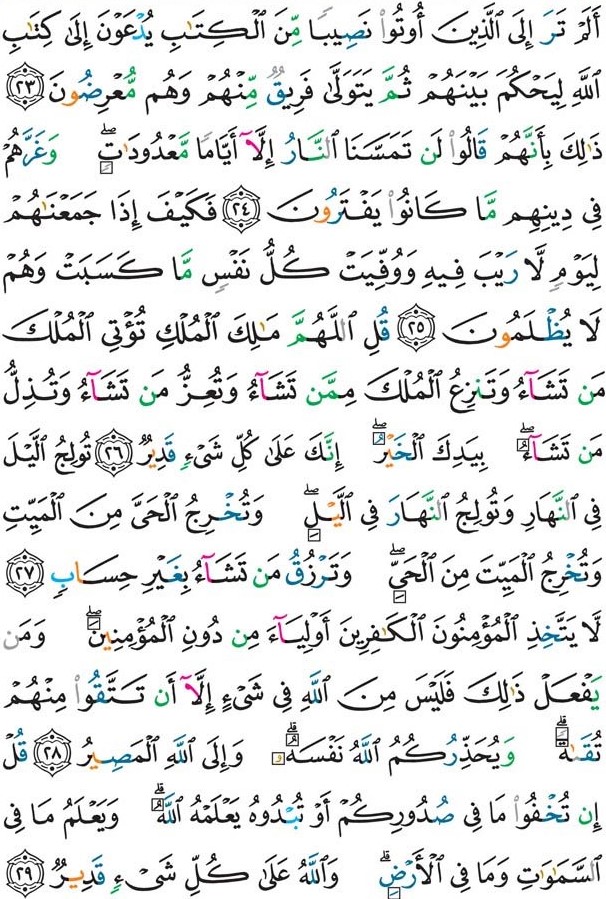 أَلَمْ تَرَ إِلَى ٱلَّذِينَ أُوتُوا۟ نَصِيبًا مِّنَ ٱلْكِتَٰبِ يُدْعَوْنَ إِلَىٰ كِتَٰبِ
ٱللَّهِ لِيَحْكُمَ بَيْنَهُمْ ثُمَّ يَتَوَلَّىٰ فَرِيقٌ مِّنْهُمْ وَهُم مُّعْرِضُونَ ٢٣
ذَٰلِكَ بِأَنَّهُمْ قَالُوا۟ لَن تَمَسَّنَا ٱلنَّارُ إِلَّآ أَيَّامًا مَّعْدُودَٰتٍ ۖ وَغَرَّهُمْ
فِى دِينِهِم مَّا كَانُوا۟ يَفْتَرُونَ ٢٤ فَكَيْفَ إِذَا جَمَعْنَٰهُمْ
لِيَوْمٍ لَّا رَيْبَ فِيهِ وَوُفِّيَتْ كُلُّ نَفْسٍ مَّا كَسَبَتْ وَهُمْ
لَا يُظْلَمُونَ ٢٥ قُلِ ٱللَّهُمَّ مَٰلِكَ ٱلْمُلْكِ تُؤْتِى ٱلْمُلْكَ
مَن تَشَآءُ وَتَنزِعُ ٱلْمُلْكَ مِمَّن تَشَآءُ وَتُعِزُّ مَن تَشَآءُ وَتُذِلُّ
مَن تَشَآءُ ۖ بِيَدِكَ ٱلْخَيْرُ ۖ إِنَّكَ عَلَىٰ كُلِّ شَىْءٍ قَدِيرٌ ٢٦ تُولِجُ ٱلَّيْلَ
فِى ٱلنَّهَارِ وَتُولِجُ ٱلنَّهَارَ فِى ٱلَّيْلِ ۖ وَتُخْرِجُ ٱلْحَىَّ مِنَ ٱلْمَيِّتِ
وَتُخْرِجُ ٱلْمَيِّتَ مِنَ ٱلْحَىِّ ۖ وَتَرْزُقُ مَن تَشَآءُ بِغَيْرِ حِسَابٍ ٢٧
لَّا يَتَّخِذِ ٱلْمُؤْمِنُونَ ٱلْكَٰفِرِينَ أَوْلِيَآءَ مِن دُونِ ٱلْمُؤْمِنِينَ ۖ وَمَن
يَفْعَلْ ذَٰلِكَ فَلَيْسَ مِنَ ٱللَّهِ فِى شَىْءٍ إِلَّآ أَن تَتَّقُوا۟ مِنْهُمْ
تُقَىٰةً ۗ وَيُحَذِّرُكُمُ ٱللَّهُ نَفْسَهُۥ ۗ وَإِلَى ٱللَّهِ ٱلْمَصِيرُ ٢٨ قُلْ
إِن تُخْفُوا۟ مَا فِى صُدُورِكُمْ أَوْ تُبْدُوهُ يَعْلَمْهُ ٱللَّهُ ۗ وَيَعْلَمُ مَا فِى
ٱلسَّمَٰوَٰتِ وَمَا فِى ٱلْأَرْضِ ۗ وَٱللَّهُ عَلَىٰ كُلِّ شَىْءٍ قَدِيرٌ ٢٩